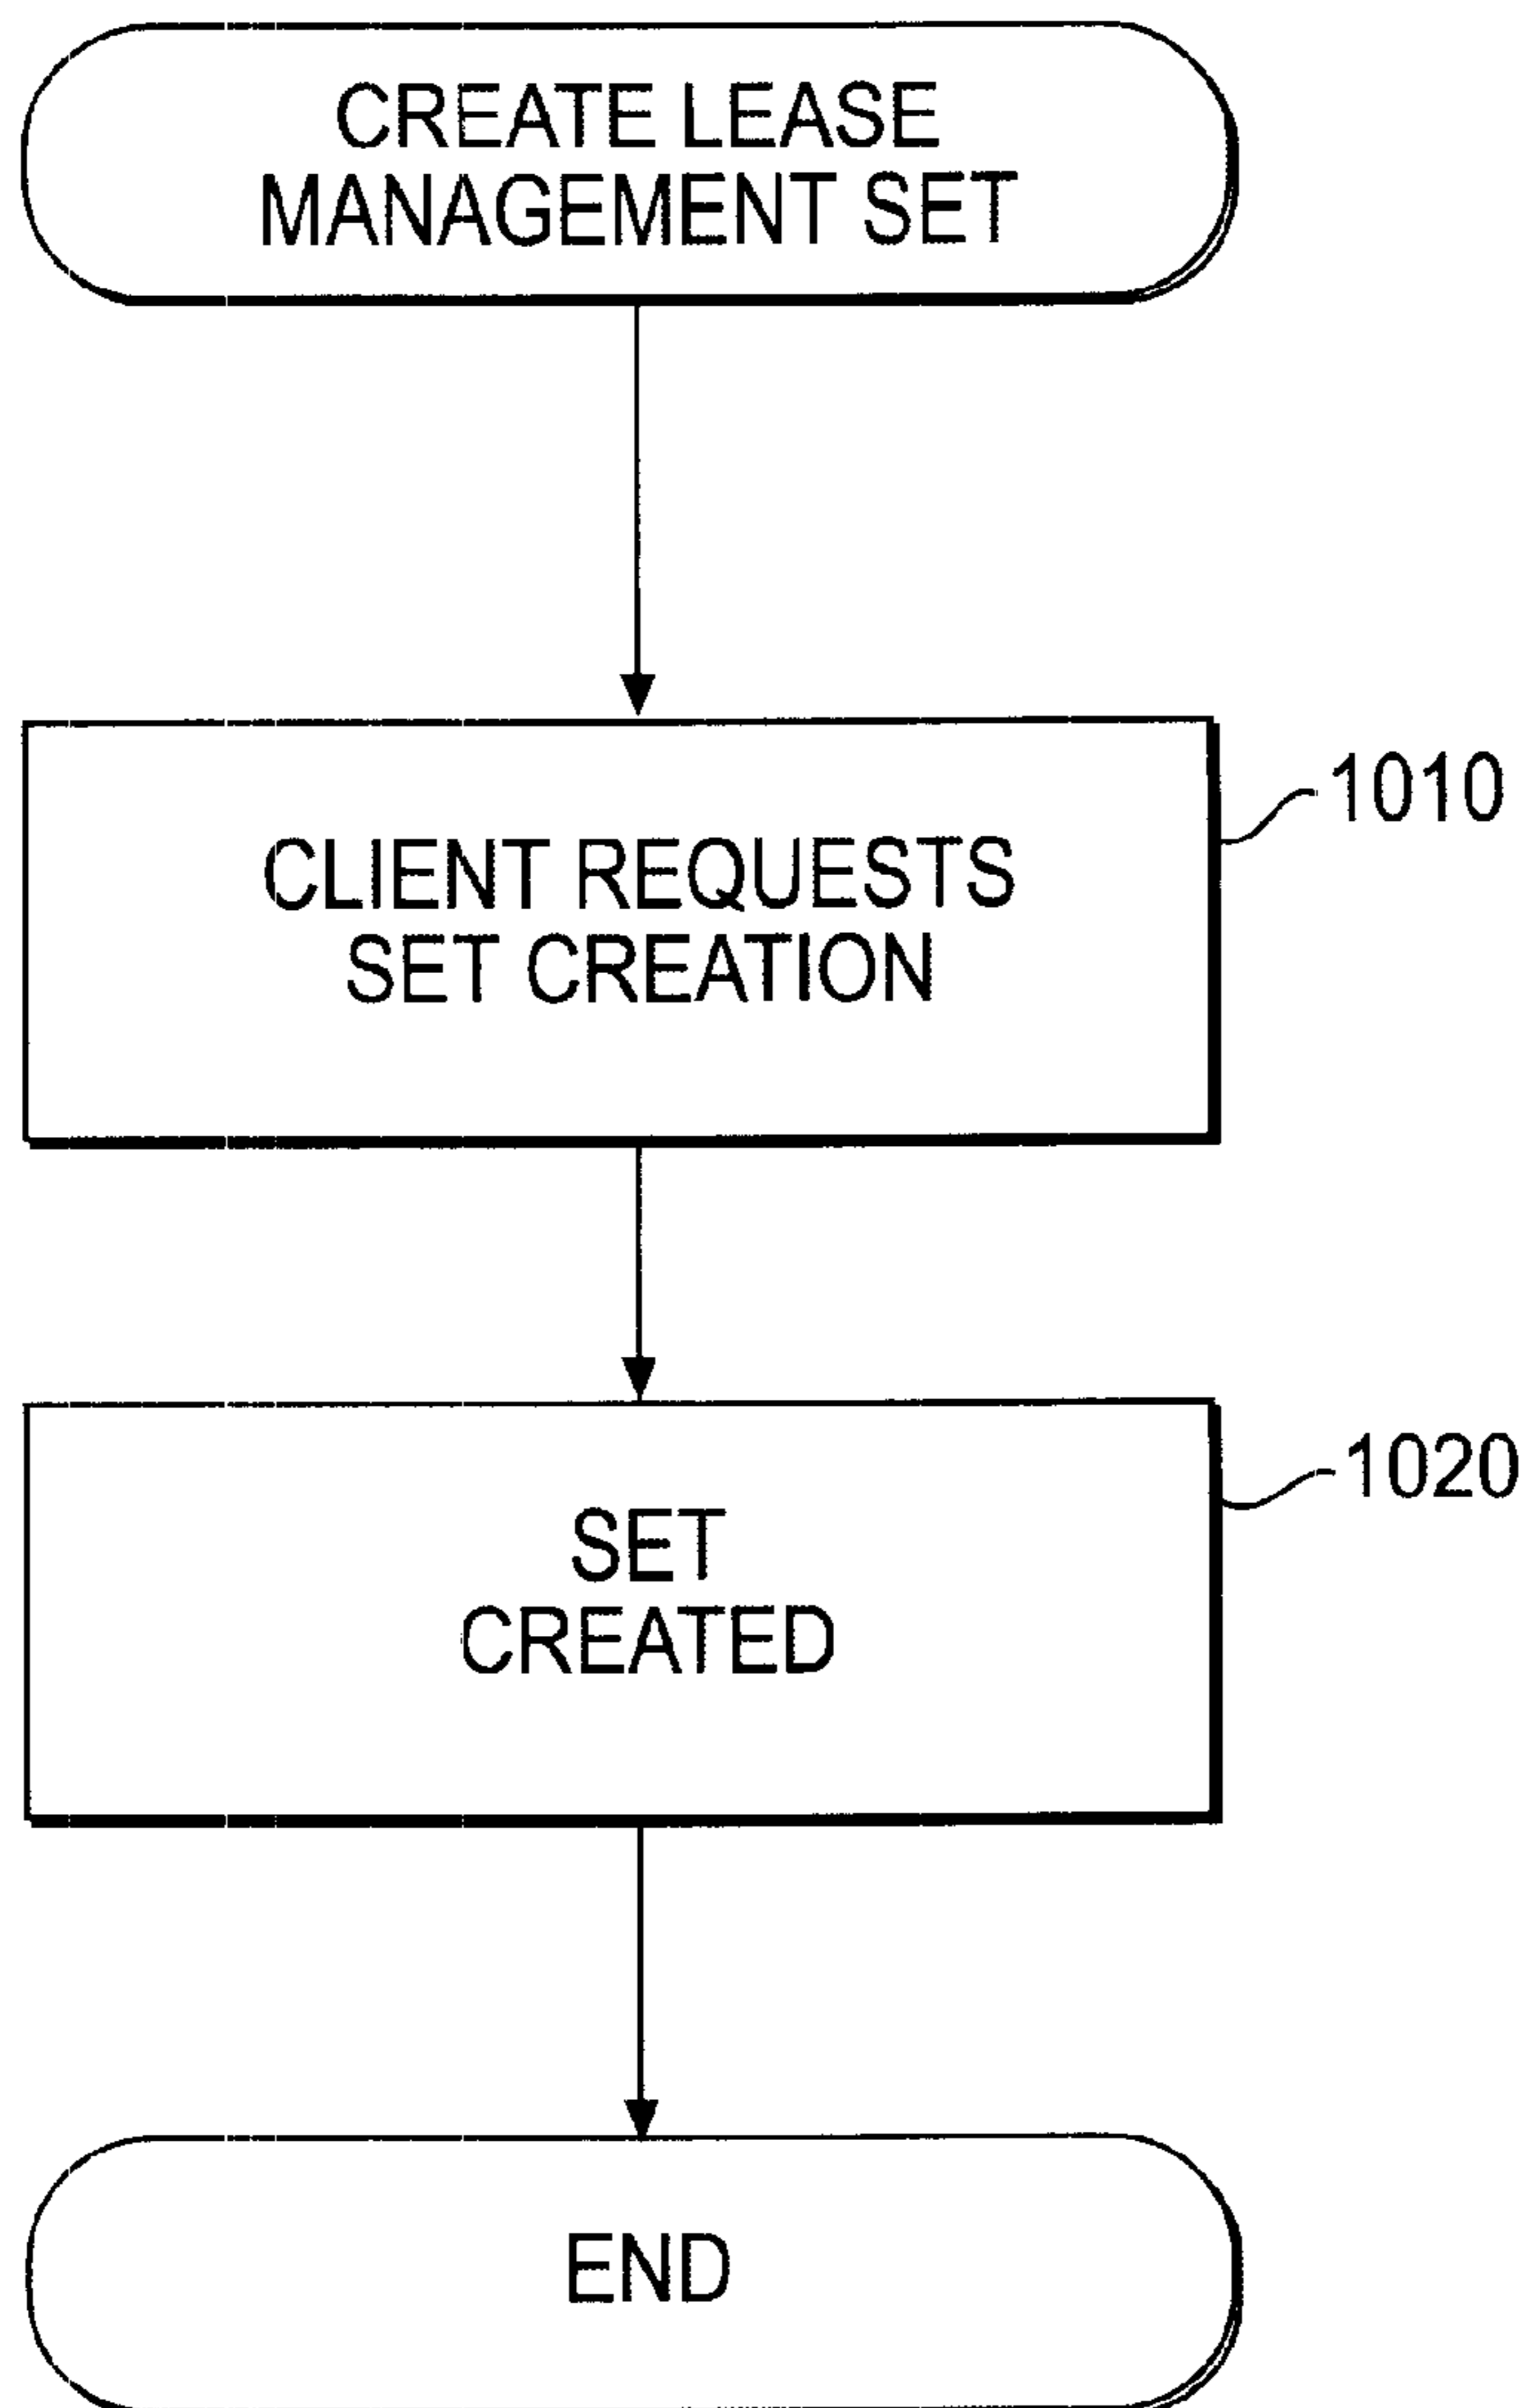 CREATE LEASE
MANAGEMENT SET
1010
CLIENT REQUESTS
SET CREATION
1020
SET
CREATED
END